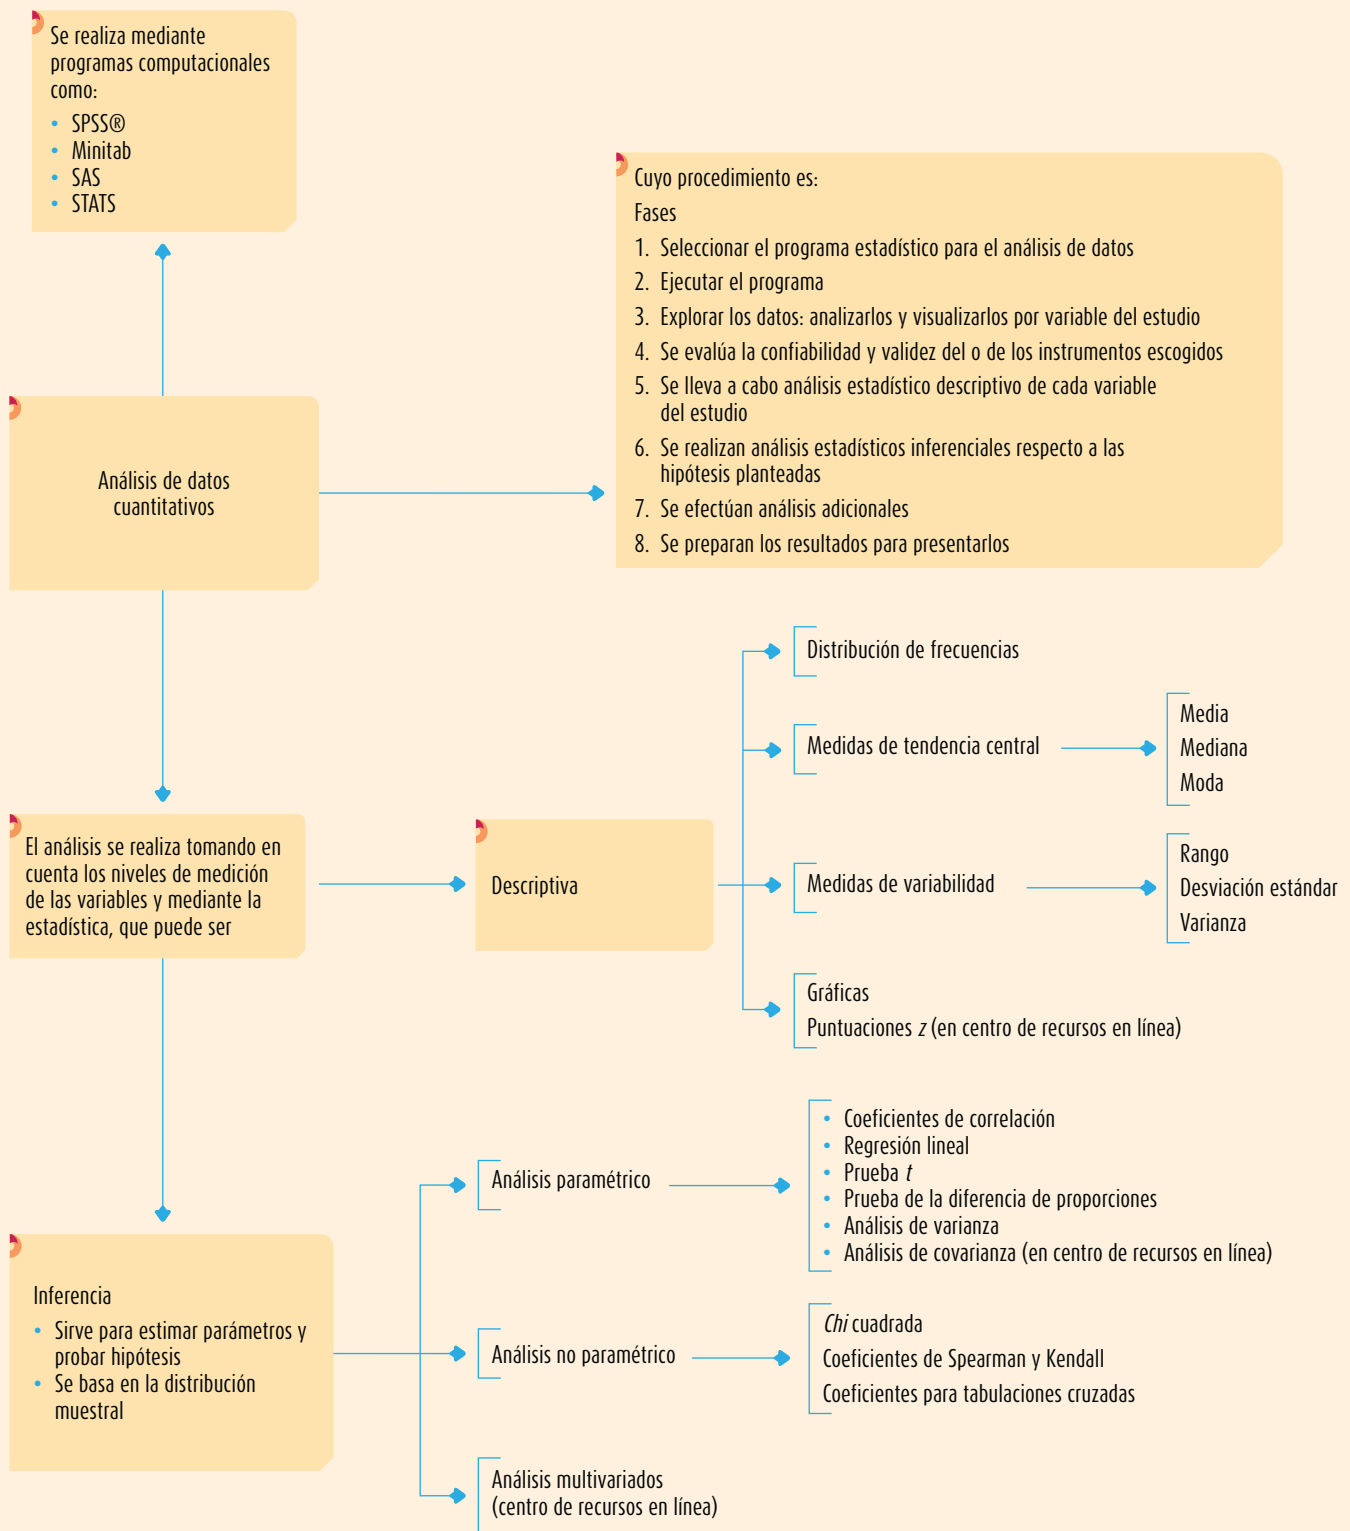 Se realiza mediante
programas computacionales
como:
• SPSS®
• Minitab
• SAS
• STATS
Cuyo procedimiento es:
Fases
1. Seleccionar el programa estadístico para el análisis de datos
2. Ejecutar el programa
3. Explorar los datos: analizarlos y visualizarlos por variable del estudio
4. Se evalúa la confiabilidad y validez del o de los instrumentos escogidos
5. Se lleva a cabo análisis estadístico descriptivo de cada variable
del estudio
6. Se realizan análisis estadísticos inferenciales respecto a las
hipótesis planteadas
7. Se efectúan análisis adicionales
8. Se preparan los resultados para presentarlos
Análisis de datos
cuantitativos
El análisis se realiza tomando en
cuenta los niveles de medición
de las variables y mediante la
estadística, que puede ser
Descriptiva
Distribución de frecuencias
Medidas de tendencia central
Media
Mediana
Moda
Medidas de variabilidad
Rango
Desviación estándar
Varianza
Gráficas
Puntuaciones z (en centro de recursos en línea)
Inferencia
• Sirve para estimar parámetros y
probar hipótesis
• Se basa en la distribución
muestral
Análisis paramétrico
• Coeficientes de correlación
• Regresión lineal
• Prueba t
• Prueba de la diferencia de proporciones
• Análisis de varianza
• Análisis de covarianza (en centro de recursos en línea)
Análisis no paramétrico
Chi cuadrada
Coeficientes de Spearman y Kendall
Coeficientes para tabulaciones cruzadas
Análisis multivariados
(centro de recursos en línea)